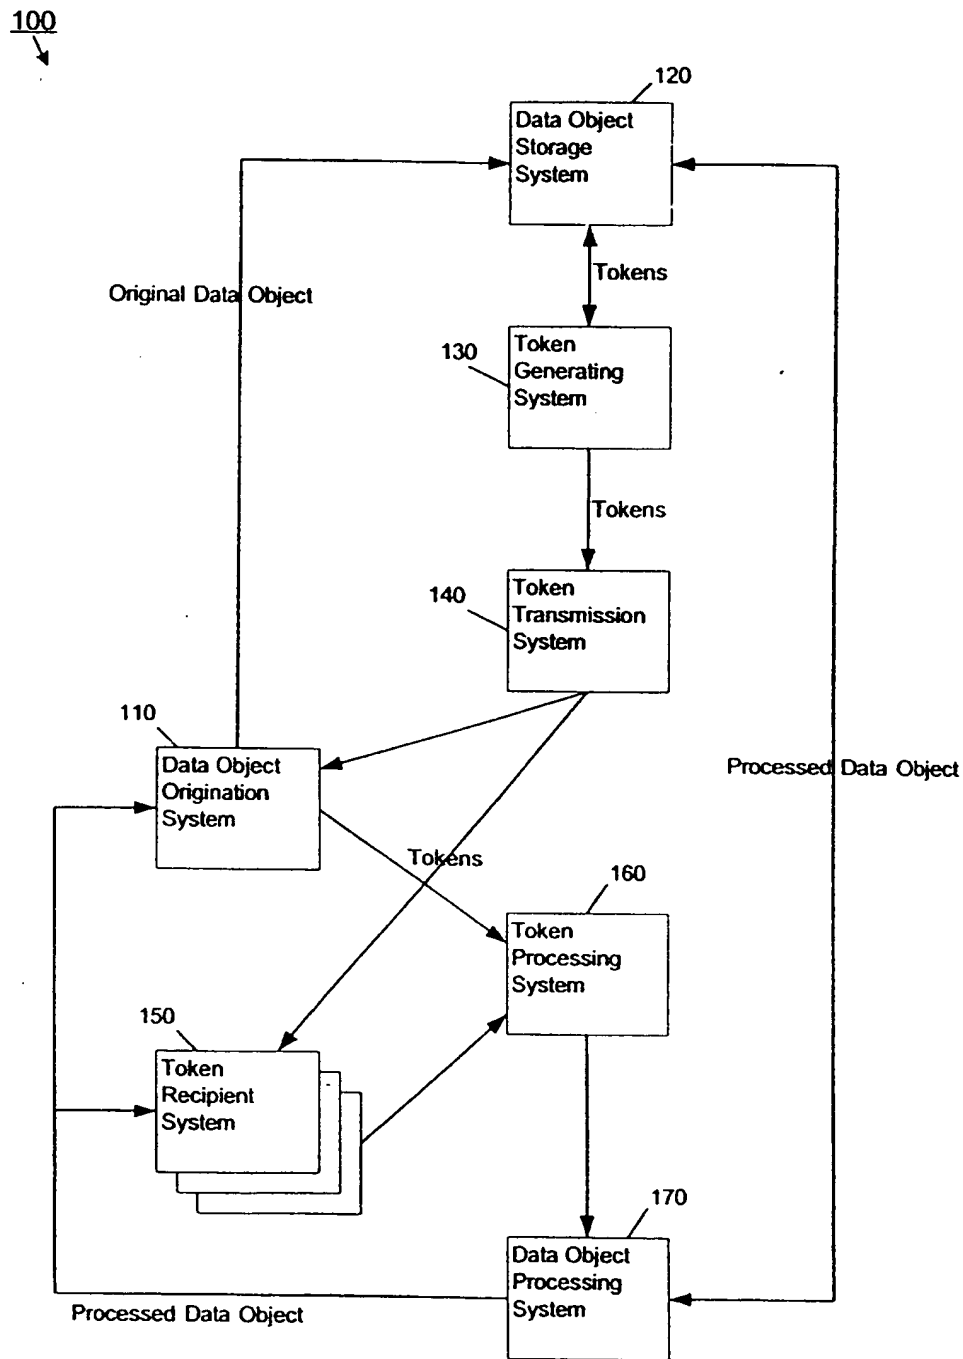 100
120
Data Object
Storage
System
Tokens
Original Data Object
130
Token
Generating
System
Tokens
140
Token
Transmission
System
110
Data Object
Origination
System
Processed Data Object
Tokens
160
Token
Processing
System
150
Token
Recipient
System
170
Data Object
Processing
System
Processed Data Object